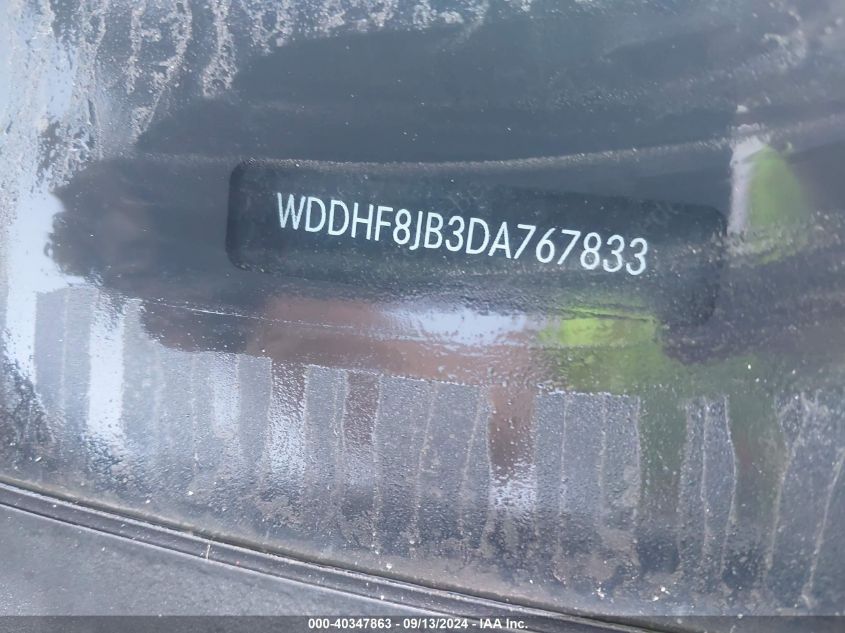 WDDHF8JB3DA767833
000-40347863 - 09/13/2024 - IAA Inc.